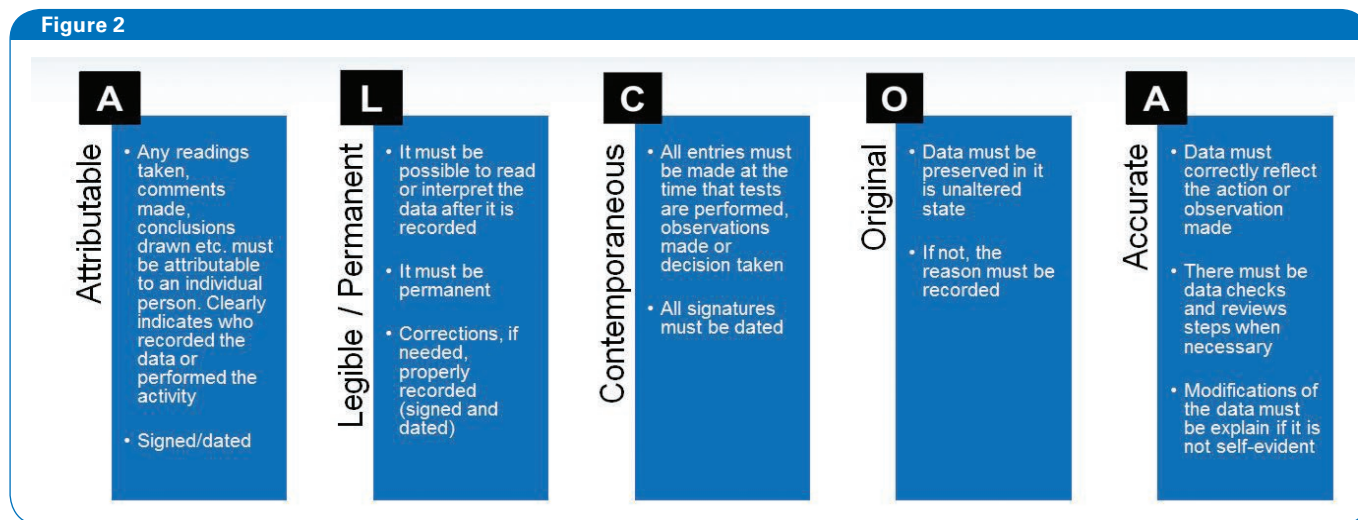 Figure 2
A
Attributable
• Any readings
taken,
comments
made,
conclusions
drawn etc. must
be attributable
to an individual
person. Clearly
indicates who
recorded the
data or
performed the
activity
• Signed/dated
L
Legible / Permanent
• It must be
possible to read
or interpret the
data after it is
recorded
• It must be
permanent
• Corrections, if
needed,
properly
recorded
(signed and
dated)
C
Contemporaneous
• All entries must
be made at the
time that tests
are performed,
observations
made or
decision taken
• All signatures
must be dated
O
Original
• Data must be
preserved in it
is unaltered
state
• If not, the
reason must be
recorded
A
Accurate
• Data must
correctly reflect
the action or
observation
made
• There must be
data checks
and reviews
steps when
necessary
• Modifications of
the data must
be explain if it is
not self-evident